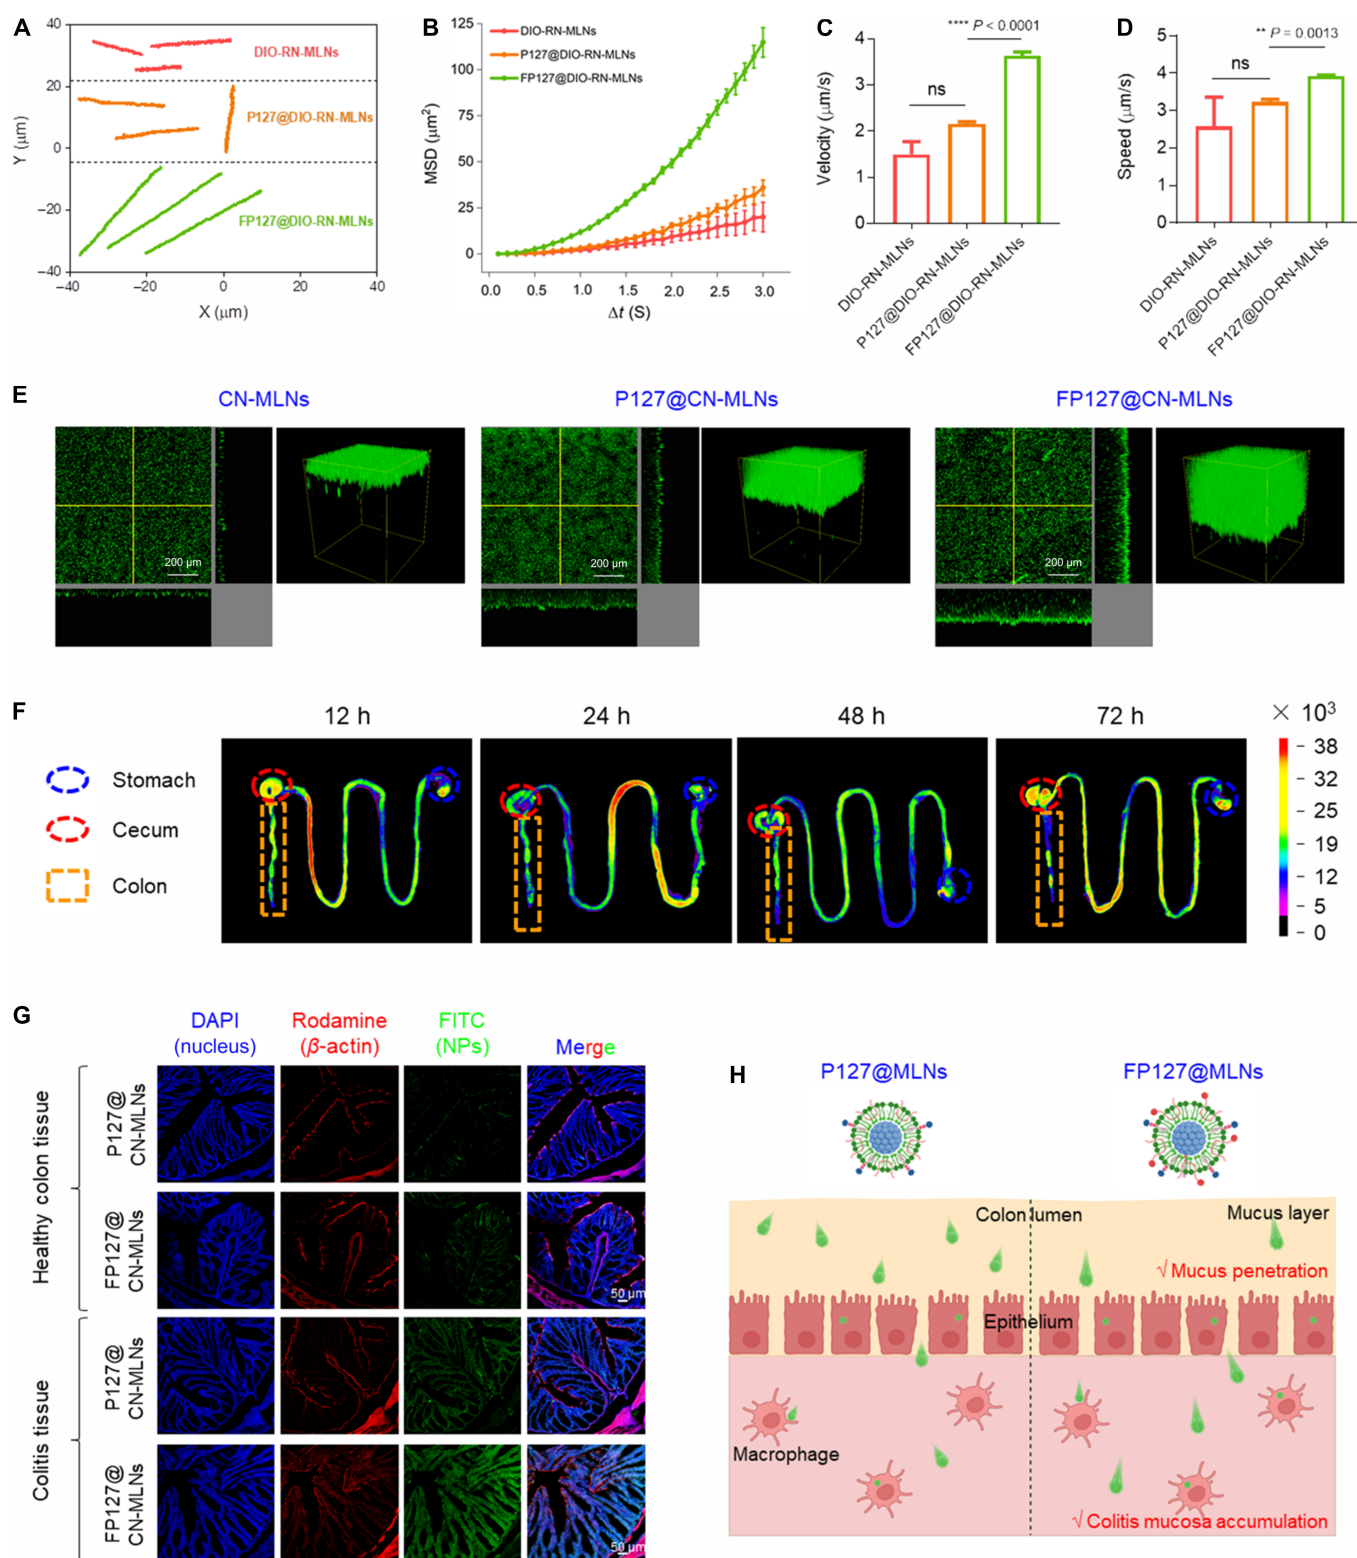 A
40
20
0
−20
−40
Y (μm)
−40
−20
0
20
40
X (μm)
DIO-RN-MLNs
P127@DIO-RN-MLNs
FP127@DIO-RN-MLNs
B
125
100
75
50
25
0
MSD (μm²)
0.0
0.5
1.0
1.5
2.0
2.5
3.0
Δt (S)
DIO-RN-MLNs
P127@DIO-RN-MLNs
FP127@DIO-RN-MLNs
C
**** P < 0.0001
ns
4
3
2
1
0
Velocity (μm/s)
DIO-RN-MLNs
P127@DIO-RN-MLNs
FP127@DIO-RN-MLNs
D
** P = 0.0013
ns
5
4
3
2
1
0
Speed (μm/s)
DIO-RN-MLNs
P127@DIO-RN-MLNs
FP127@DIO-RN-MLNs
E
CN-MLNs
P127@CN-MLNs
FP127@CN-MLNs
200 μm
200 μm
200 μm
F
12 h
24 h
48 h
72 h
× 10³
38
32
25
19
12
5
0
Stomach
Cecum
Colon
G
DAPI
(nucleus)
Rodamine
(β-actin)
FITC
(NPs)
Merge
Healthy colon tissue
P127@
CN-MLNs
FP127@
CN-MLNs
50 μm
Colitis tissue
P127@
CN-MLNs
FP127@
CN-MLNs
50 μm
H
P127@MLNs
FP127@MLNs
Colon lumen
Mucus layer
√ Mucus penetration
Epithelium
Macrophage
√ Colitis mucosa accumulation